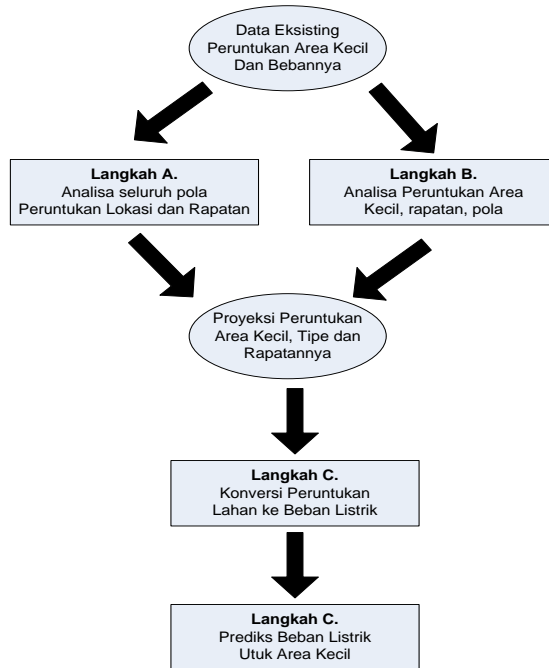 Data Eksisting
Peruntukan Area Kecil
Dan Bebannya
Langkah A.
Analisa seluruh pola
Peruntukan Lokasi dan Rapatan
Langkah B.
Analisa Peruntukan Area
Kecil, rapatan, pola
Proyeksi Peruntukan
Area Kecil, Tipe dan
Rapatannya
Langkah C.
Konversi Peruntukan
Lahan ke Beban Listrik
Langkah C.
Prediks Beban Listrik
Utuk Area Kecil